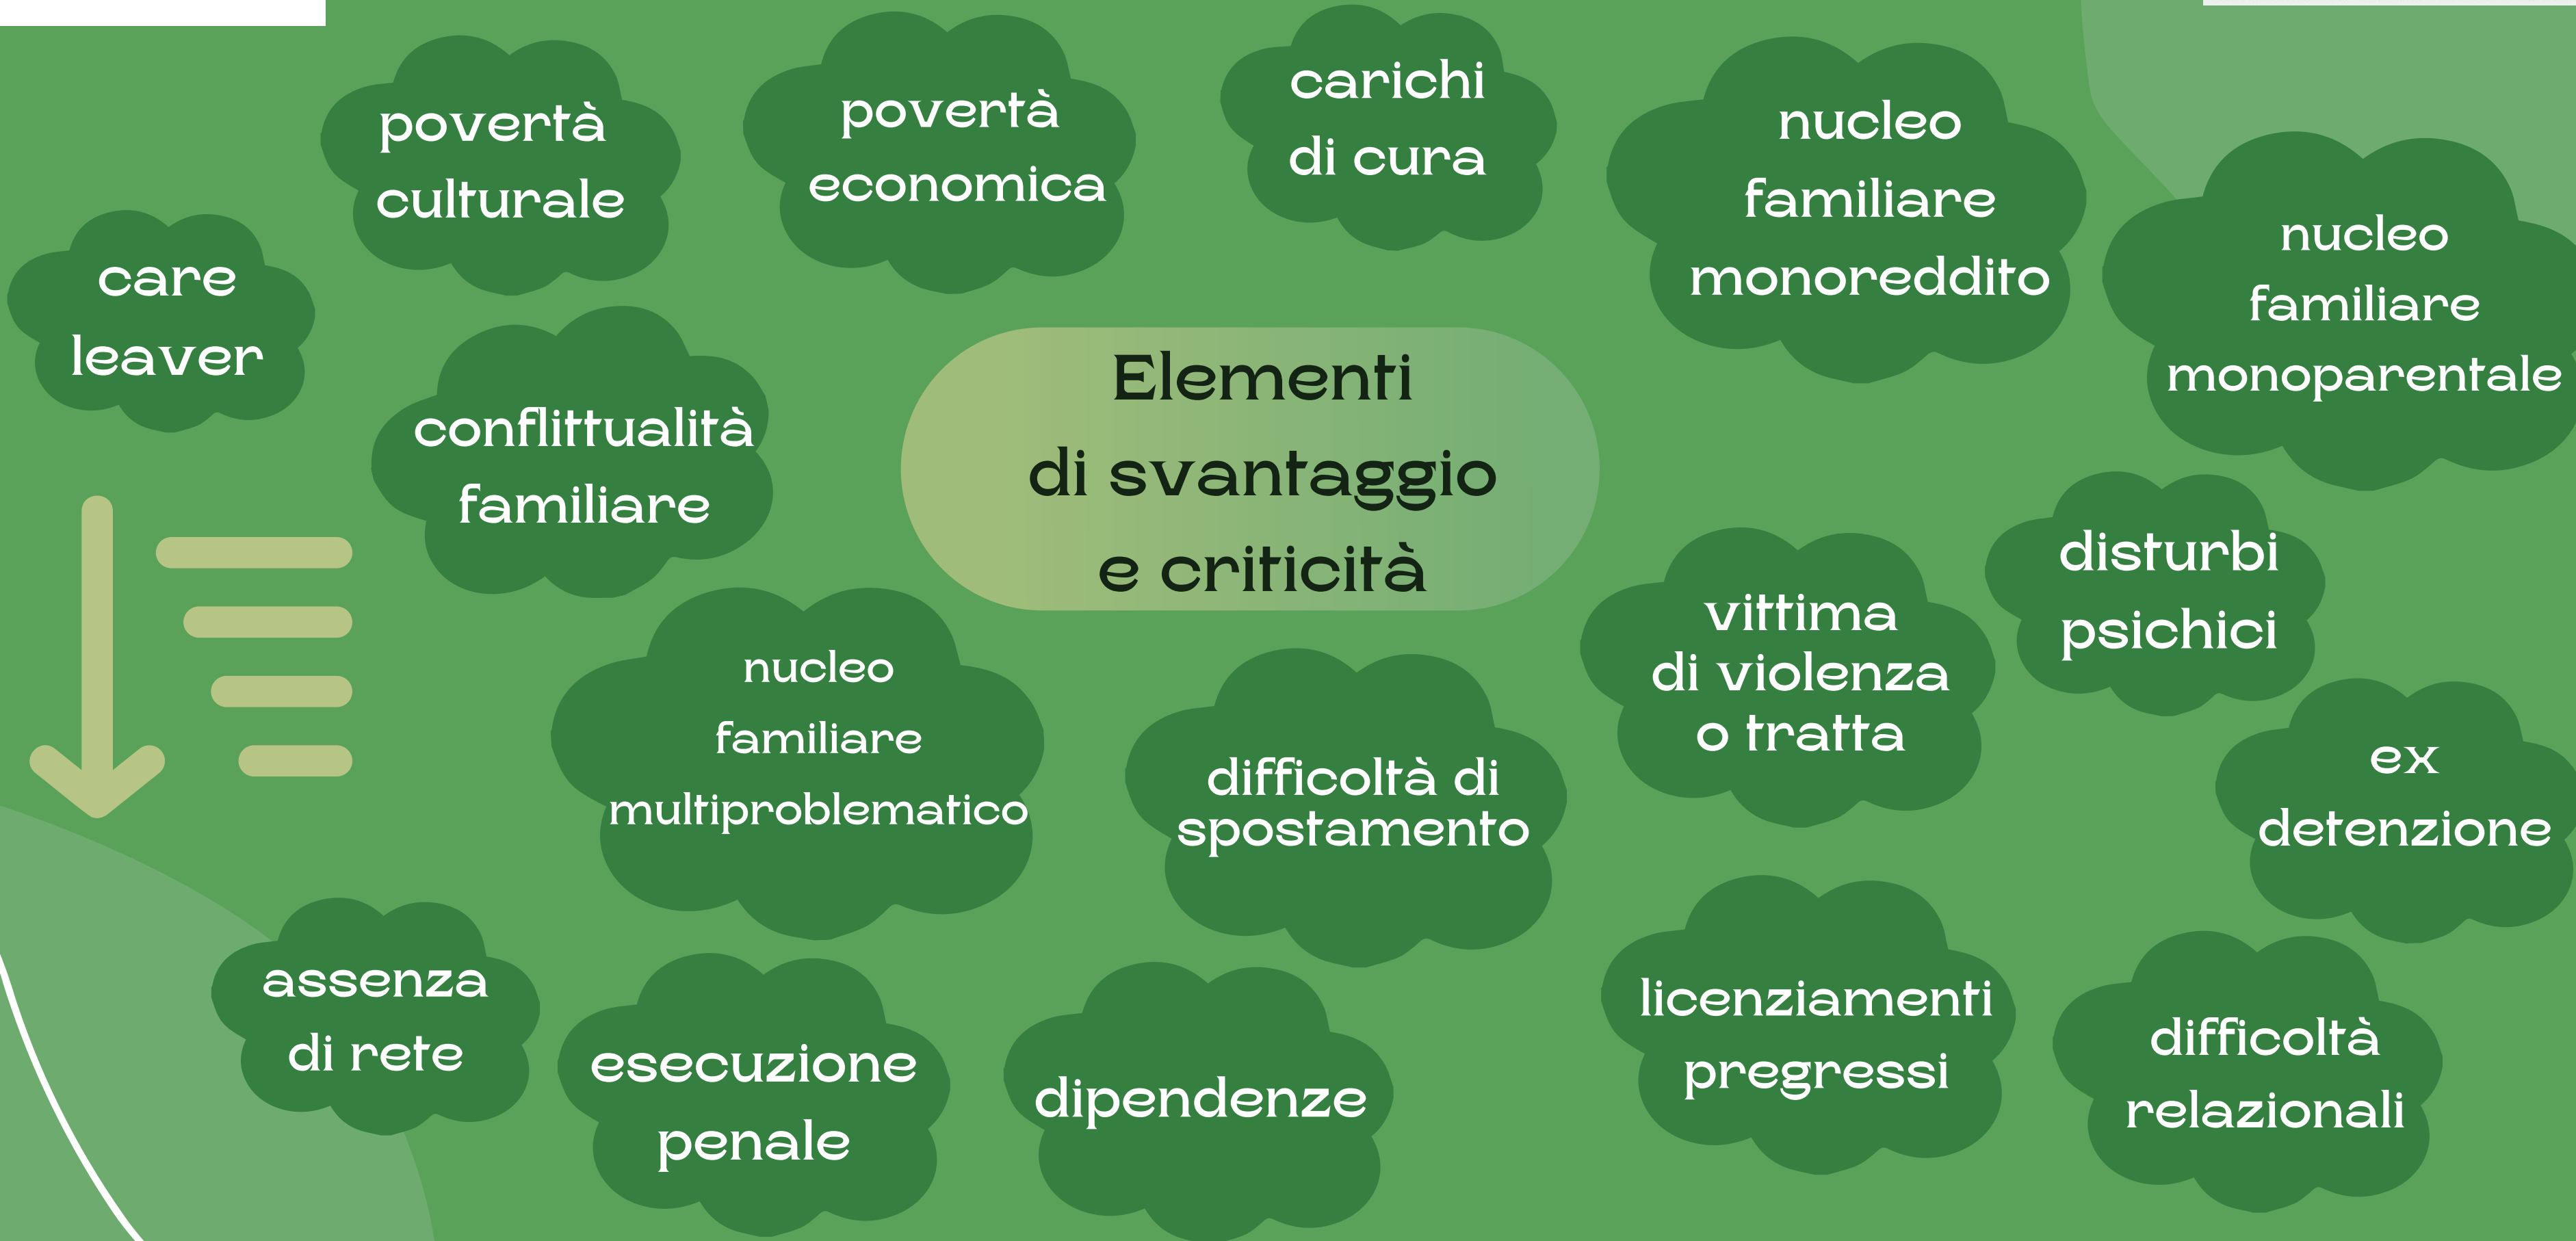 povertà
culturale
povertà
economica
carichi
di cura
nucleo
familiare
monoreddito
nucleo
familiare
monoparentale
care
leaver
conflittualità
familiare
Elementi
di svantaggio
e criticità
disturbi
psichici
vittima
di violenza
o tratta
nucleo
familiare
multiproblematico
difficoltà di
spostamento
ex
detenzione
assenza
di rete
esecuzione
penale
dipendenze
licenziamenti
pregressi
difficoltà
relazionali